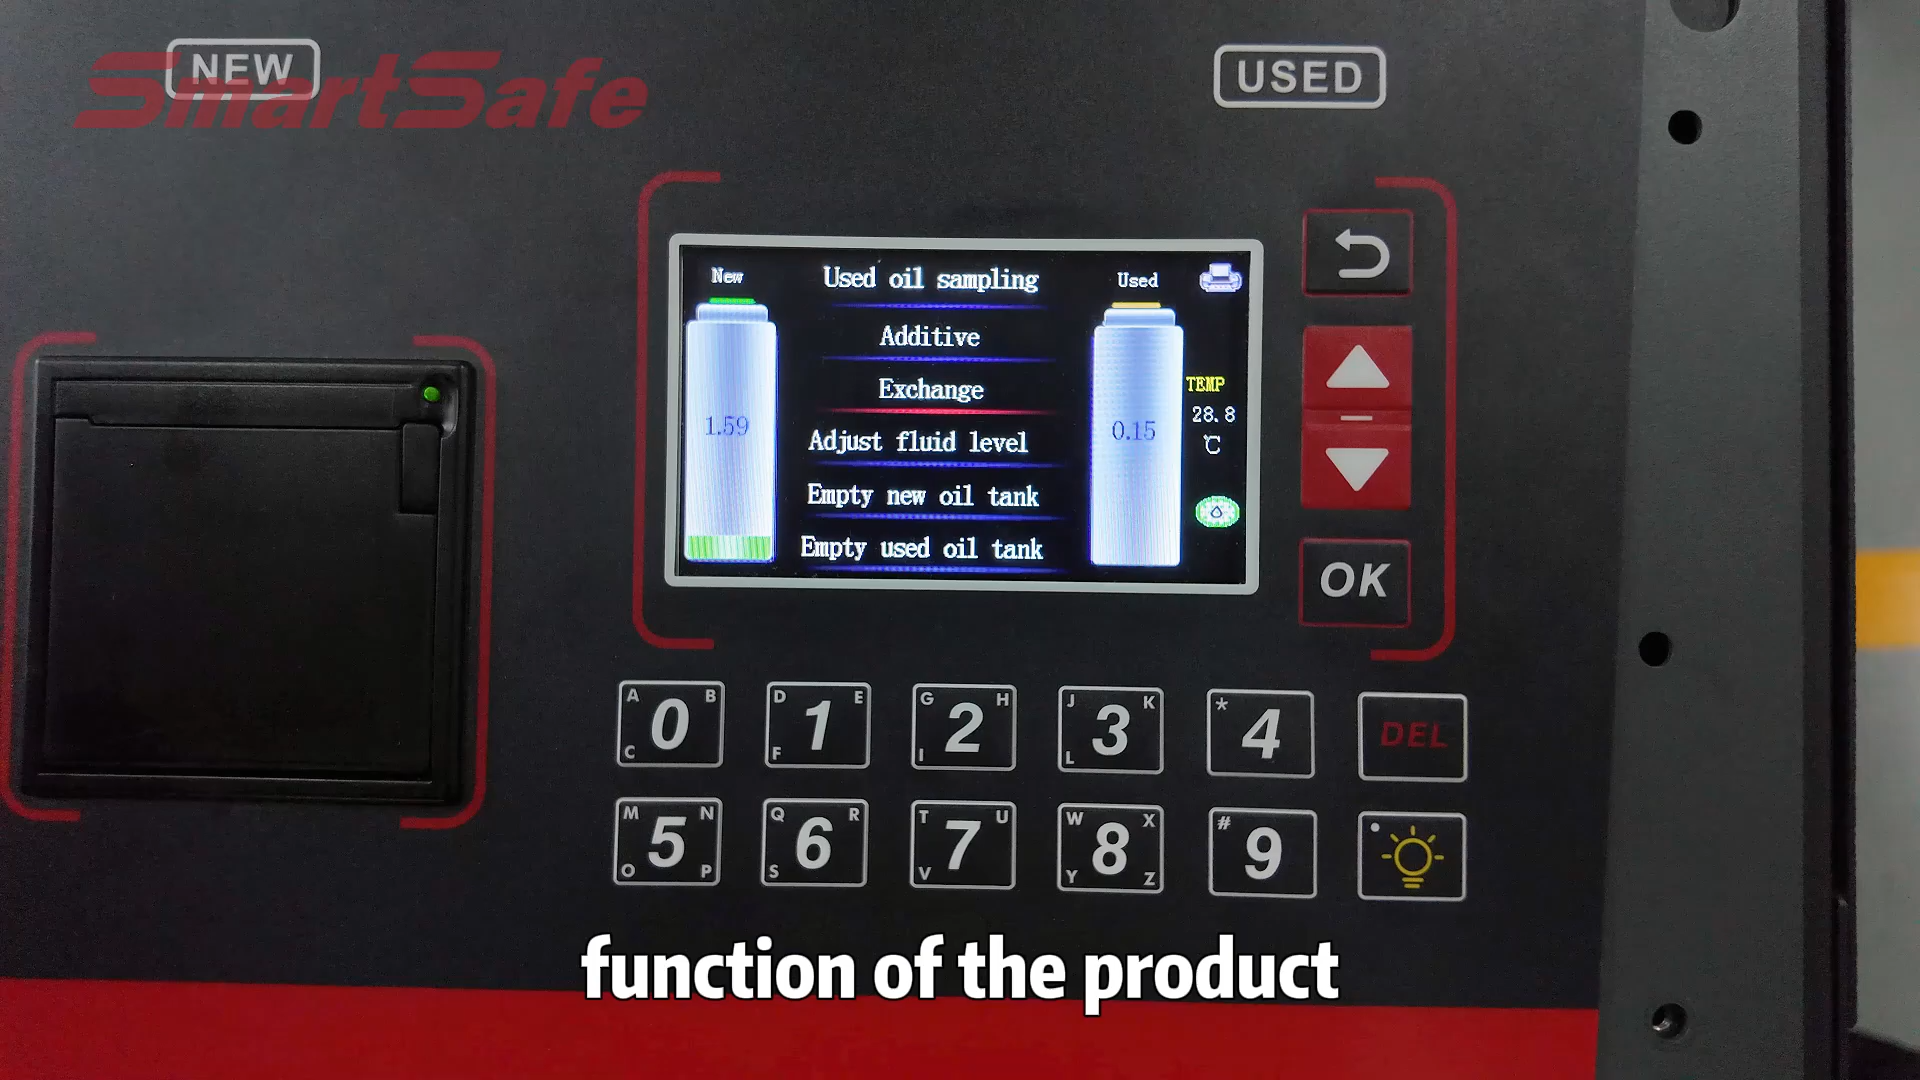 NEW
SmartSafe
USED
New
Used oil sampling
Used
Additive
Exchange
TEMP
28.8
℃
1.59
0.15
Adjust fluid level
Empty new oil tank
Empty used oil tank
OK
A B 0 C
D E 1 F
G H 2 I
J K 3 L
* 4
DEL
M N 5 O P
Q R 6 S
T U 7 V
W X 8 Y Z
# 9
function of the product